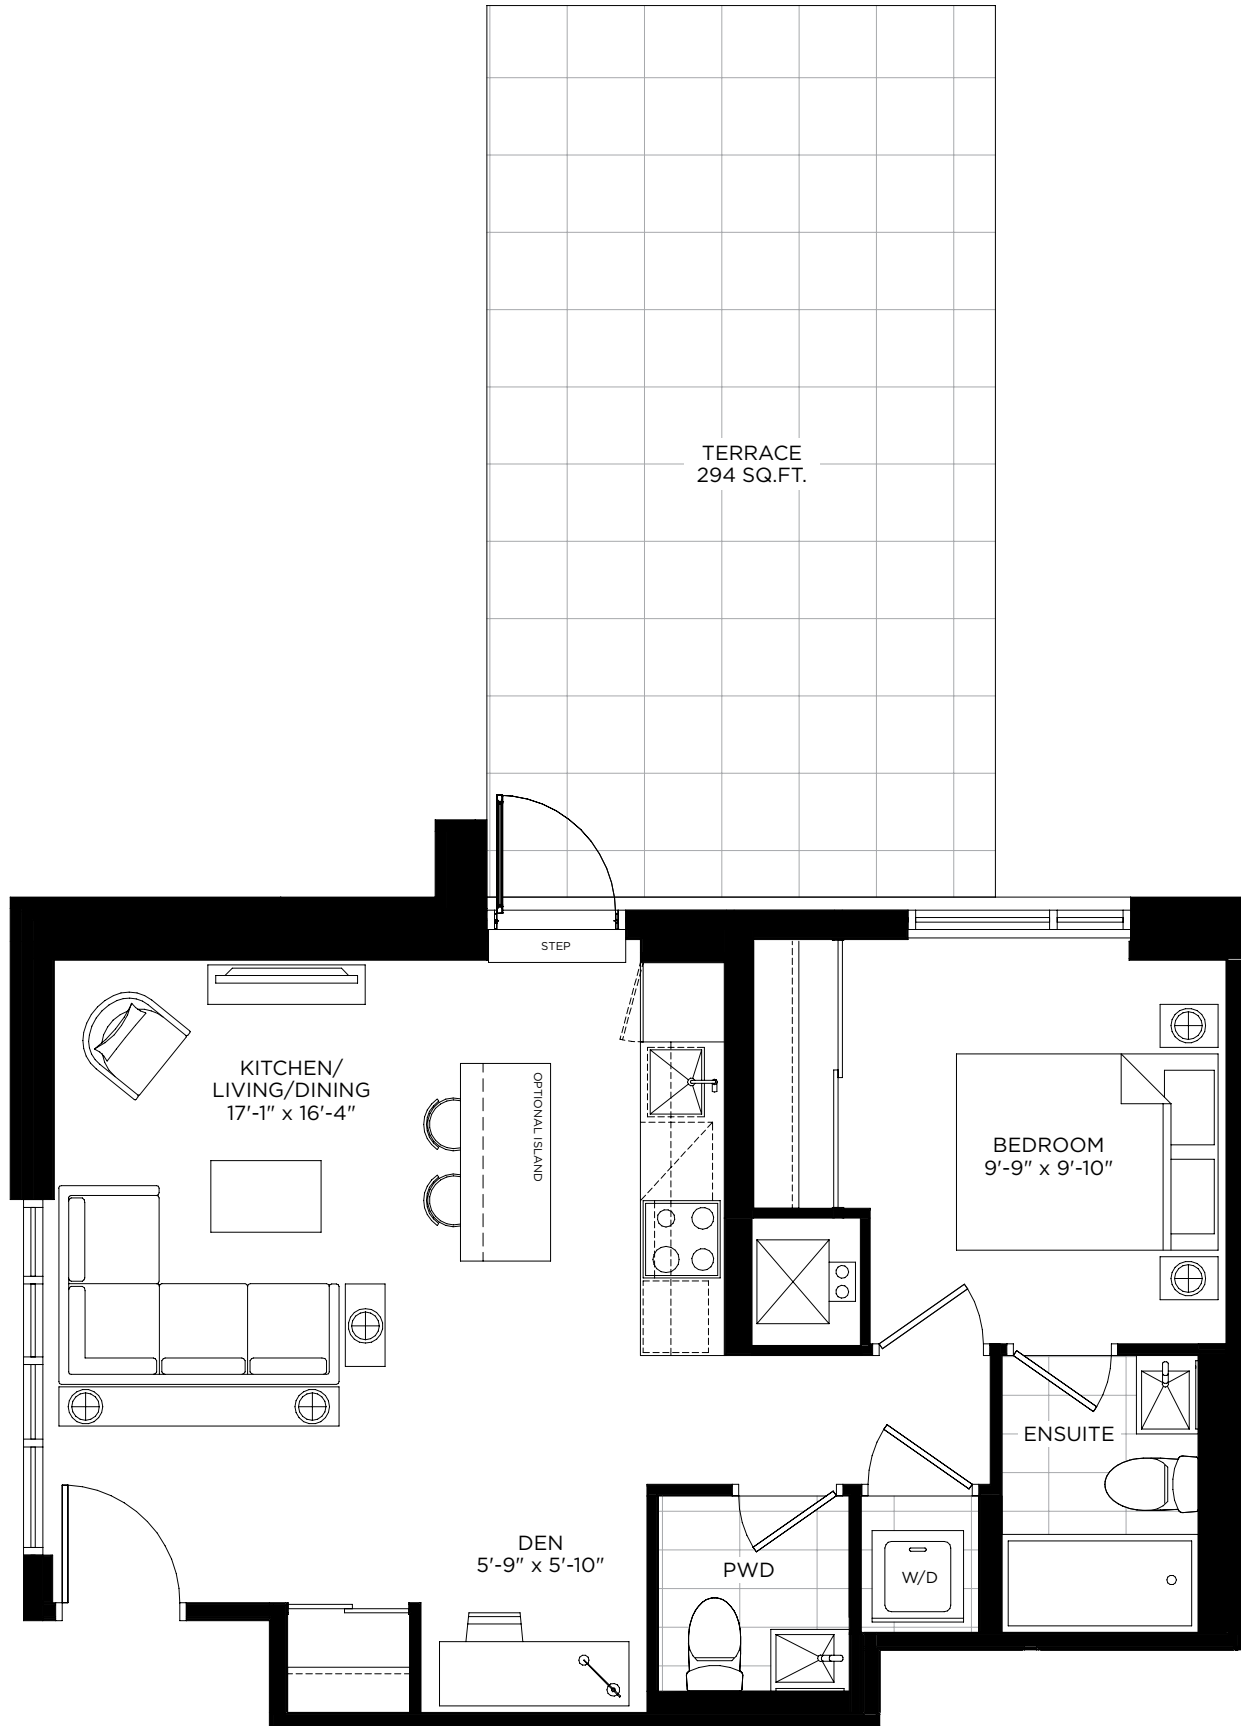 TERRACE
294 SQ.FT.
STEP
KITCHEN/
LIVING/DINING
17'-1" x 16'-4"
OPTIONAL ISLAND
BEDROOM
9'-9" x 9'-10"
ENSUITE
DEN
5'-9" x 5'-10"
PWD
W/D